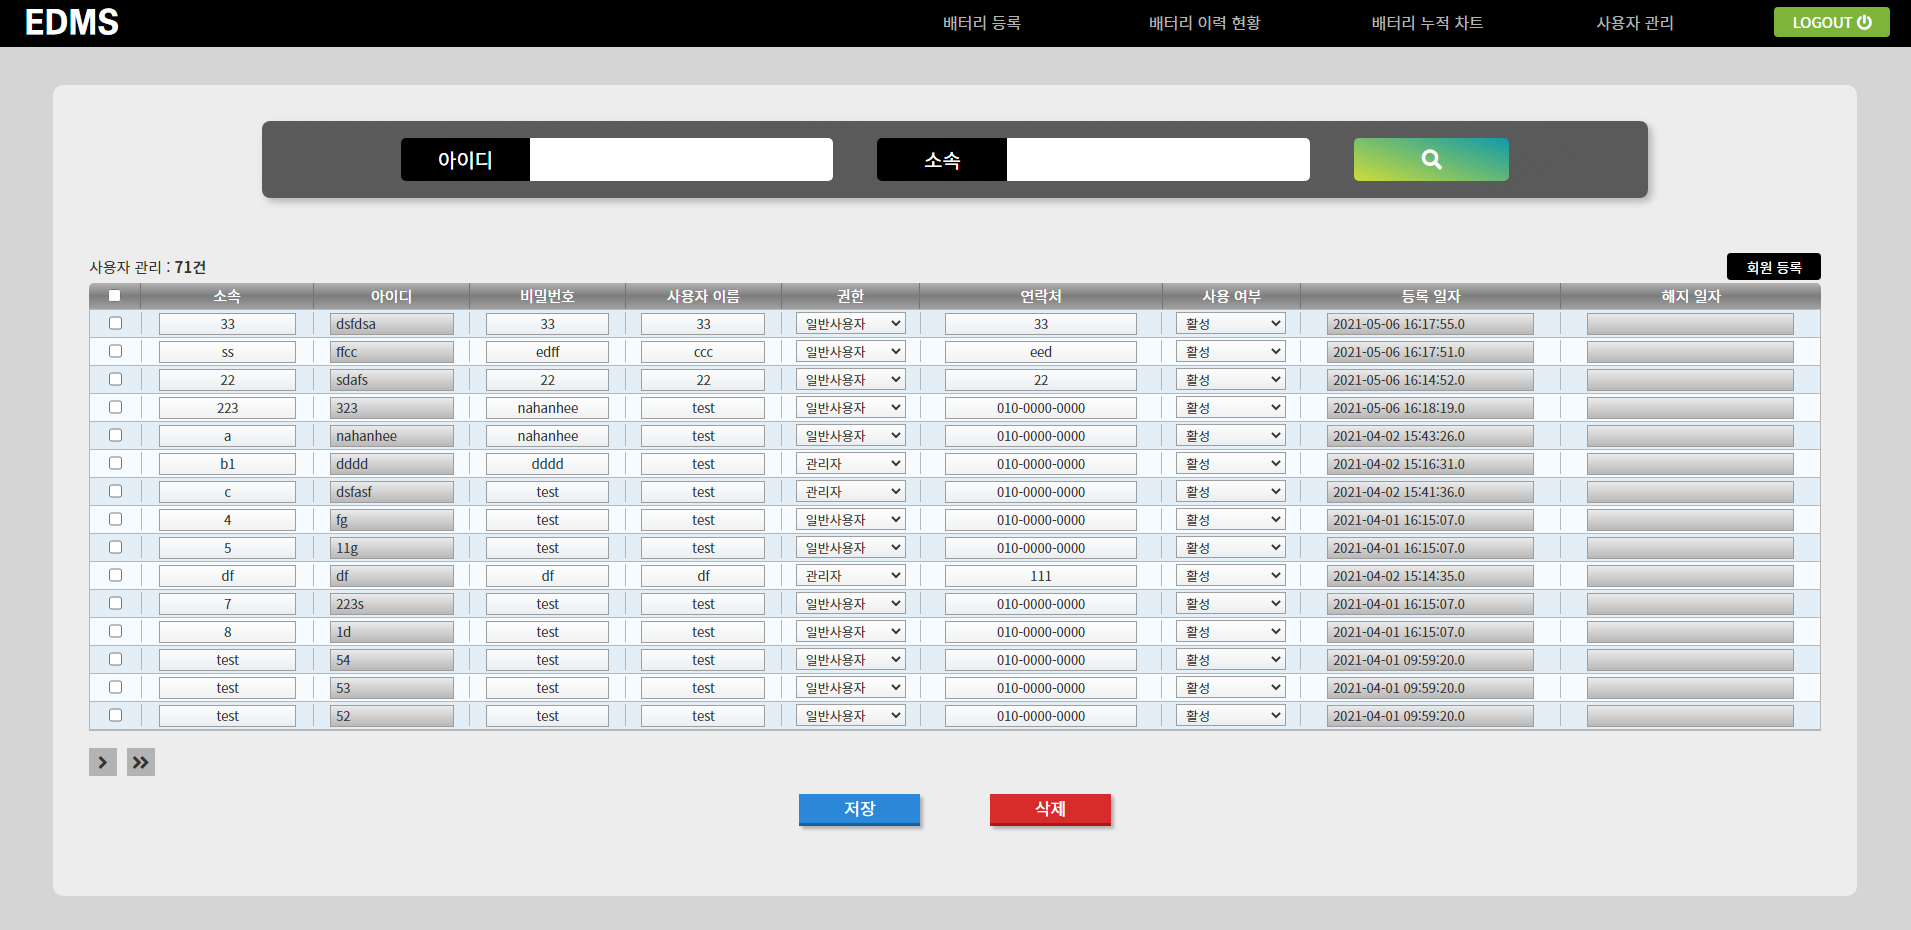 EDMS 배터리 등록 배터리 이력 현황 배터리 누적 차트 사용자 관리 LOGOUT
아이디 소속
사용자 관리 : 71건 회원 등록
소속 아이디 비밀번호 사용자 이름 권한 연락처 사용 여부 등록 일자 해지 일자
33 dsfdsa 33 33 일반사용자 33 활성 2021-05-06 16:17:55.0
ss ffcc edff ccc 일반사용자 eed 활성 2021-05-06 16:17:51.0
22 sdafs 22 22 일반사용자 22 활성 2021-05-06 16:14:52.0
223 323 nahanhee test 일반사용자 010-0000-0000 활성 2021-05-06 16:18:19.0
a nahanhee nahanhee test 일반사용자 010-0000-0000 활성 2021-04-02 15:43:26.0
b1 dddd dddd test 관리자 010-0000-0000 활성 2021-04-02 15:16:31.0
c dsfasf test test 관리자 010-0000-0000 활성 2021-04-02 15:41:36.0
4 fg test test 일반사용자 010-0000-0000 활성 2021-04-01 16:15:07.0
5 11g test test 일반사용자 010-0000-0000 활성 2021-04-01 16:15:07.0
df df df df 관리자 111 활성 2021-04-02 15:14:35.0
7 223s test test 일반사용자 010-0000-0000 활성 2021-04-01 16:15:07.0
8 1d test test 일반사용자 010-0000-0000 활성 2021-04-01 16:15:07.0
test 54 test test 일반사용자 010-0000-0000 활성 2021-04-01 09:59:20.0
test 53 test test 일반사용자 010-0000-0000 활성 2021-04-01 09:59:20.0
test 52 test test 일반사용자 010-0000-0000 활성 2021-04-01 09:59:20.0
저장 삭제